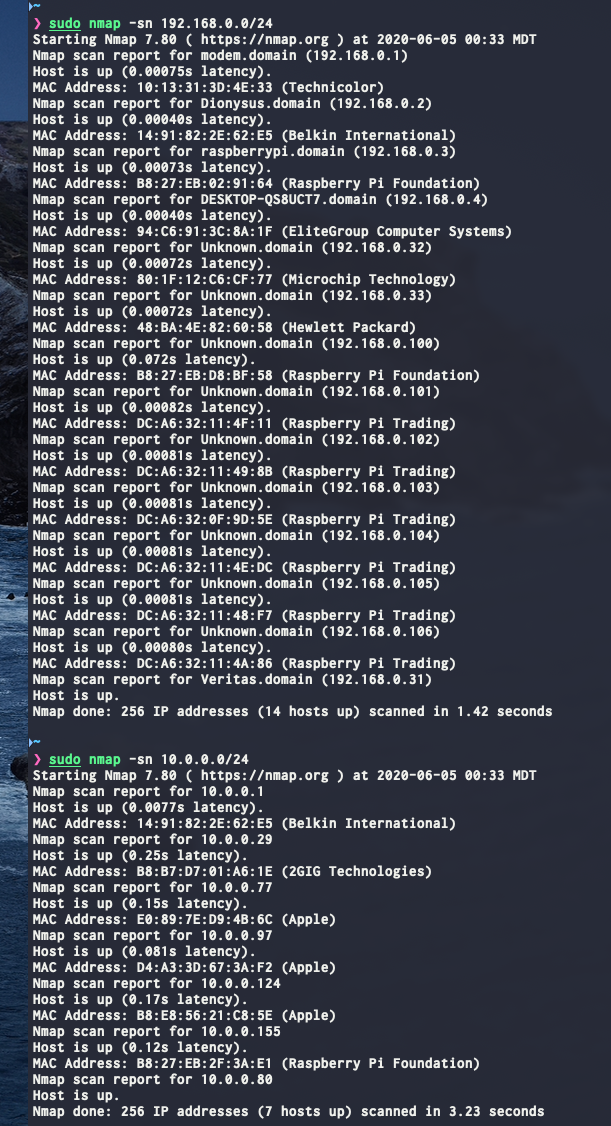 ~
❯ sudo nmap -sn 192.168.0.0/24
Starting Nmap 7.80 ( https://nmap.org ) at 2020-06-05 00:33 MDT
Nmap scan report for modem.domain (192.168.0.1)
Host is up (0.00075s latency).
MAC Address: 10:13:31:3D:4E:33 (Technicolor)
Nmap scan report for Dionysus.domain (192.168.0.2)
Host is up (0.00040s latency).
MAC Address: 14:91:82:2E:62:E5 (Belkin International)
Nmap scan report for raspberrypi.domain (192.168.0.3)
Host is up (0.00073s latency).
MAC Address: B8:27:EB:02:91:64 (Raspberry Pi Foundation)
Nmap scan report for DESKTOP-QS8UCT7.domain (192.168.0.4)
Host is up (0.00040s latency).
MAC Address: 94:C6:91:3C:8A:1F (EliteGroup Computer Systems)
Nmap scan report for Unknown.domain (192.168.0.32)
Host is up (0.00072s latency).
MAC Address: 80:1F:12:C6:CF:77 (Microchip Technology)
Nmap scan report for Unknown.domain (192.168.0.33)
Host is up (0.00072s latency).
MAC Address: 48:BA:4E:82:60:58 (Hewlett Packard)
Nmap scan report for Unknown.domain (192.168.0.100)
Host is up (0.072s latency).
MAC Address: B8:27:EB:D8:BF:58 (Raspberry Pi Foundation)
Nmap scan report for Unknown.domain (192.168.0.101)
Host is up (0.00082s latency).
MAC Address: DC:A6:32:11:4F:11 (Raspberry Pi Trading)
Nmap scan report for Unknown.domain (192.168.0.102)
Host is up (0.00081s latency).
MAC Address: DC:A6:32:11:49:8B (Raspberry Pi Trading)
Nmap scan report for Unknown.domain (192.168.0.103)
Host is up (0.00081s latency).
MAC Address: DC:A6:32:0F:9D:5E (Raspberry Pi Trading)
Nmap scan report for Unknown.domain (192.168.0.104)
Host is up (0.00081s latency).
MAC Address: DC:A6:32:11:4E:DC (Raspberry Pi Trading)
Nmap scan report for Unknown.domain (192.168.0.105)
Host is up (0.00081s latency).
MAC Address: DC:A6:32:11:48:F7 (Raspberry Pi Trading)
Nmap scan report for Unknown.domain (192.168.0.106)
Host is up (0.00080s latency).
MAC Address: DC:A6:32:11:4A:86 (Raspberry Pi Trading)
Nmap scan report for Veritas.domain (192.168.0.31)
Host is up.
Nmap done: 256 IP addresses (14 hosts up) scanned in 1.42 seconds
~
❯ sudo nmap -sn 10.0.0.0/24
Starting Nmap 7.80 ( https://nmap.org ) at 2020-06-05 00:33 MDT
Nmap scan report for 10.0.0.1
Host is up (0.0077s latency).
MAC Address: 14:91:82:2E:62:E5 (Belkin International)
Nmap scan report for 10.0.0.29
Host is up (0.25s latency).
MAC Address: B8:B7:D7:01:A6:1E (2GIG Technologies)
Nmap scan report for 10.0.0.77
Host is up (0.15s latency).
MAC Address: E0:89:7E:D9:4B:6C (Apple)
Nmap scan report for 10.0.0.97
Host is up (0.081s latency).
MAC Address: D4:A3:3D:67:3A:F2 (Apple)
Nmap scan report for 10.0.0.124
Host is up (0.17s latency).
MAC Address: B8:E8:56:21:C8:5E (Apple)
Nmap scan report for 10.0.0.155
Host is up (0.12s latency).
MAC Address: B8:27:EB:2F:3A:E1 (Raspberry Pi Foundation)
Nmap scan report for 10.0.0.80
Host is up.
Nmap done: 256 IP addresses (7 hosts up) scanned in 3.23 seconds